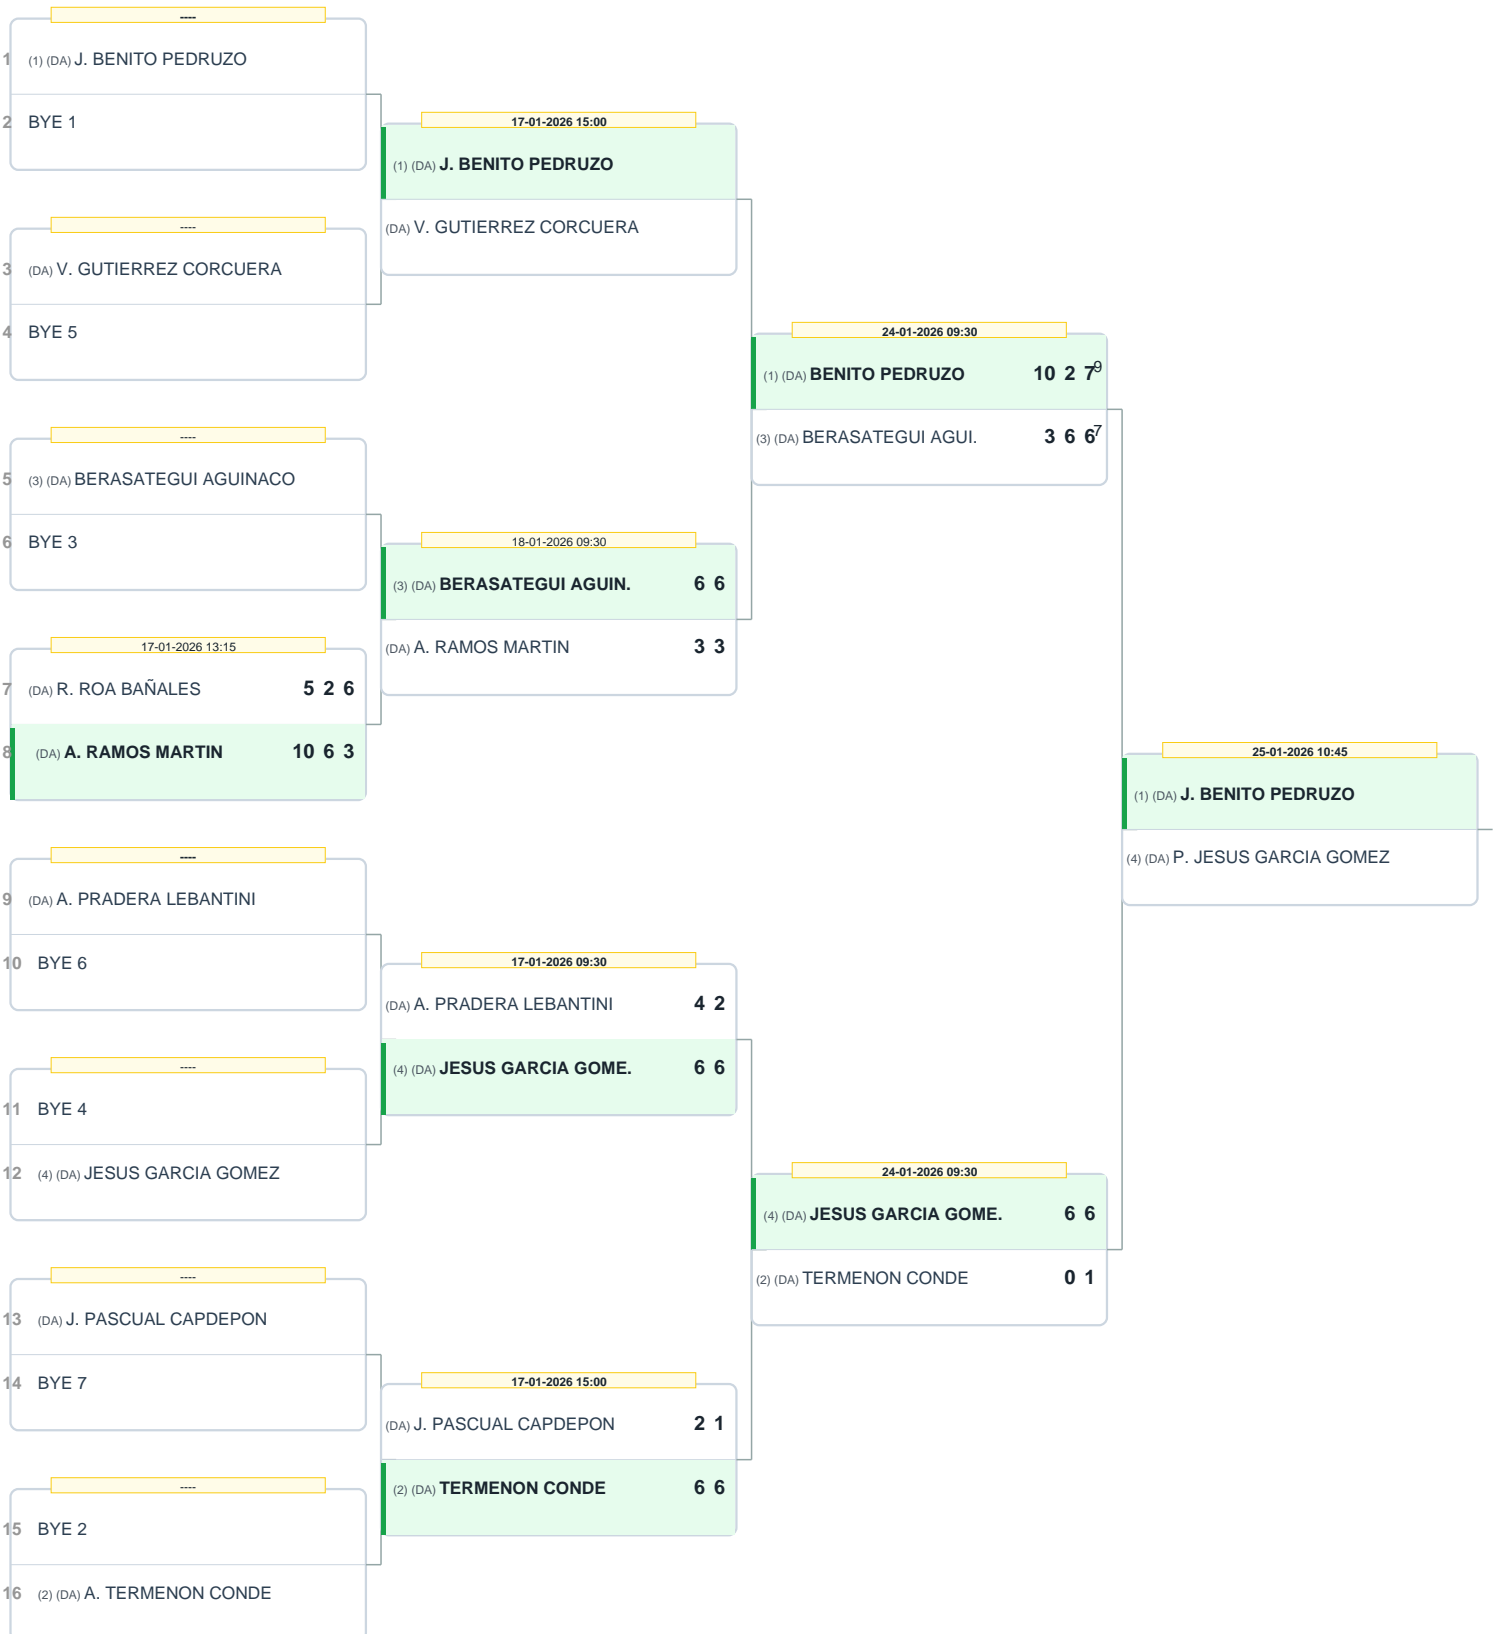 ----
1 (1) (DA) J. BENITO PEDRUZO
2 BYE 1
----
3 (DA) V. GUTIERREZ CORCUERA
4 BYE 5
----
5 (3) (DA) BERASATEGUI AGUINACO
6 BYE 3
17-01-2026 13:15
7 (DA) R. ROA BAÑALES 5 2 6
8 (DA) A. RAMOS MARTIN 10 6 3
----
9 (DA) A. PRADERA LEBANTINI
10 BYE 6
----
11 BYE 4
12 (4) (DA) JESUS GARCIA GOMEZ
----
13 (DA) J. PASCUAL CAPDEPON
14 BYE 7
----
15 BYE 2
16 (2) (DA) A. TERMENON CONDE
17-01-2026 15:00
(1) (DA) J. BENITO PEDRUZO
(DA) V. GUTIERREZ CORCUERA
18-01-2026 09:30
(3) (DA) BERASATEGUI AGUIN. 6 6
(DA) A. RAMOS MARTIN 3 3
17-01-2026 09:30
(DA) A. PRADERA LEBANTINI 4 2
(4) (DA) JESUS GARCIA GOME. 6 6
17-01-2026 15:00
(DA) J. PASCUAL CAPDEPON 2 1
(2) (DA) TERMENON CONDE 6 6
24-01-2026 09:30
(1) (DA) BENITO PEDRUZO 10 2 7 9
(3) (DA) BERASATEGUI AGUI. 3 6 6 7
24-01-2026 09:30
(4) (DA) JESUS GARCIA GOME. 6 6
(2) (DA) TERMENON CONDE 0 1
25-01-2026 10:45
(1) (DA) J. BENITO PEDRUZO
(4) (DA) P. JESUS GARCIA GOMEZ